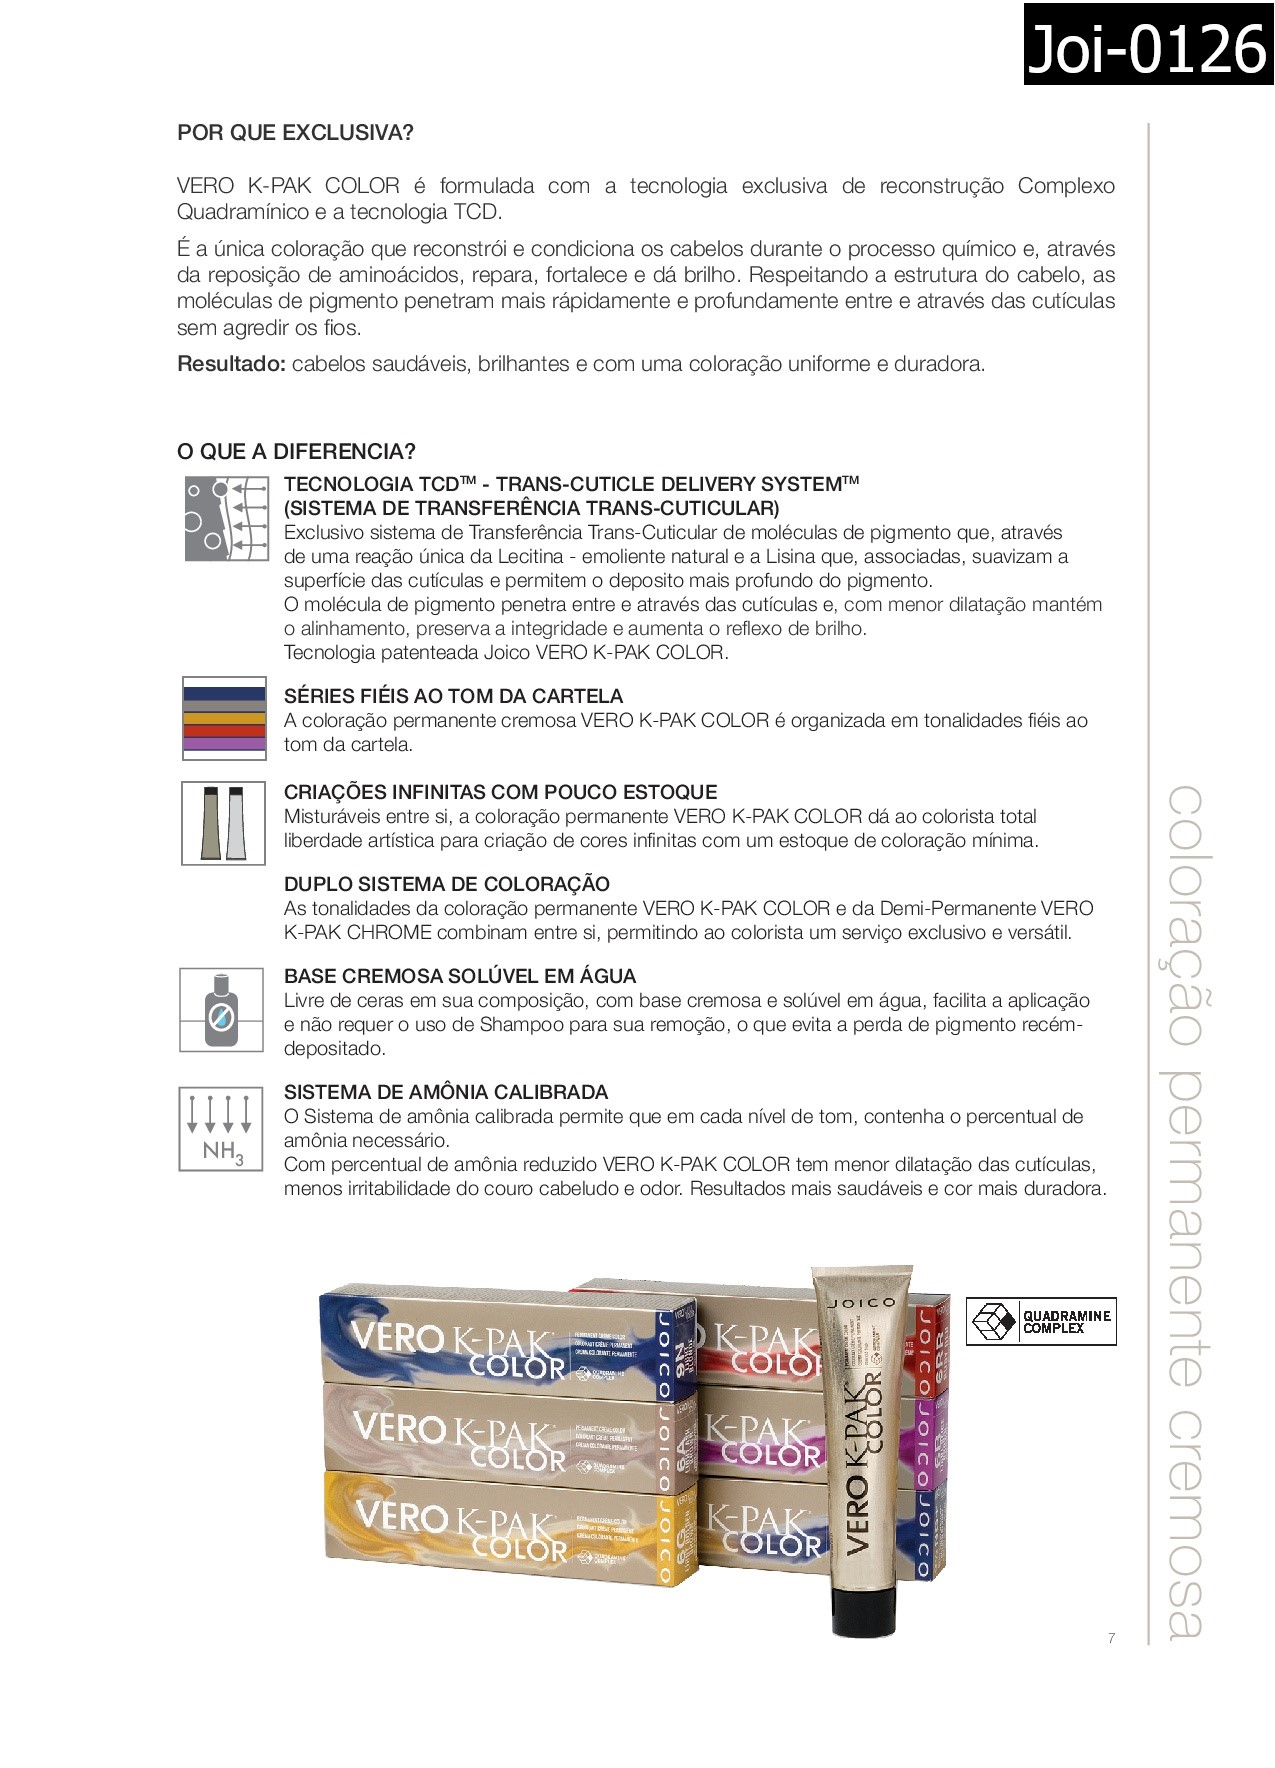 Joi-0126
POR QUE EXCLUSIVA?
VERO K-PAK COLOR é formulada com a tecnologia exclusiva de reconstrução Complexo
Quadramínico e a tecnologia TCD.
É a única coloração que reconstrói e condiciona os cabelos durante o processo químico e, através
da reposição de aminoácidos, repara, fortalece e dá brilho. Respeitando a estrutura do cabelo, as
moléculas de pigmento penetram mais rápidamente e profundamente entre e através das cutículas
sem agredir os fios.
Resultado: cabelos saudáveis, brilhantes e com uma coloração uniforme e duradora.
O QUE A DIFERENCIA?
TECNOLOGIA TCD™ - TRANS-CUTICLE DELIVERY SYSTEM™
(SISTEMA DE TRANSFERÊNCIA TRANS-CUTICULAR)
Exclusivo sistema de Transferência Trans-Cuticular de moléculas de pigmento que, através
de uma reação única da Lecitina - emoliente natural e a Lisina que, associadas, suavizam a
superfície das cutículas e permitem o deposito mais profundo do pigmento.
O molécula de pigmento penetra entre e através das cutículas e, com menor dilatação mantém
o alinhamento, preserva a integridade e aumenta o reflexo de brilho.
Tecnologia patenteada Joico VERO K-PAK COLOR.
SÉRIES FIÉIS AO TOM DA CARTELA
A coloração permanente cremosa VERO K-PAK COLOR é organizada em tonalidades fiéis ao
tom da cartela.
CRIAÇÕES INFINITAS COM POUCO ESTOQUE
Misturáveis entre si, a coloração permanente VERO K-PAK COLOR dá ao colorista total
liberdade artística para criação de cores infinitas com um estoque de coloração mínima.
DUPLO SISTEMA DE COLORAÇÃO
As tonalidades da coloração permanente VERO K-PAK COLOR e da Demi-Permanente VERO
K-PAK CHROME combinam entre si, permitindo ao colorista um serviço exclusivo e versátil.
BASE CREMOSA SOLÚVEL EM ÁGUA
Livre de ceras em sua composição, com base cremosa e solúvel em água, facilita a aplicação
e não requer o uso de Shampoo para sua remoção, o que evita a perda de pigmento recém-
depositado.
SISTEMA DE AMÔNIA CALIBRADA
O Sistema de amônia calibrada permite que em cada nível de tom, contenha o percentual de
amônia necessário.
Com percentual de amônia reduzido VERO K-PAK COLOR tem menor dilatação das cutículas,
menos irritabilidade do couro cabeludo e odor. Resultados mais saudáveis e cor mais duradora.
NH3
coloração permanente cremosa
VERO K-PAK
COLOR
PERMANENT CRÈME COLOR
COLORANT CRÈME PERMANENT
CREMA COLORANTE PERMANENTE
JOICO
9N
VERO K-PAK
COLOR
JOICO
8A
VERO K-PAK
COLOR
JOICO
8G
K-PAK
COLOR
JOICO
K-PAK
COLOR
JOICO
K-PAK
COLOR
JOICO
JOICO
VERO K-PAK
COLOR
QUADRAMINE
COMPLEX
7